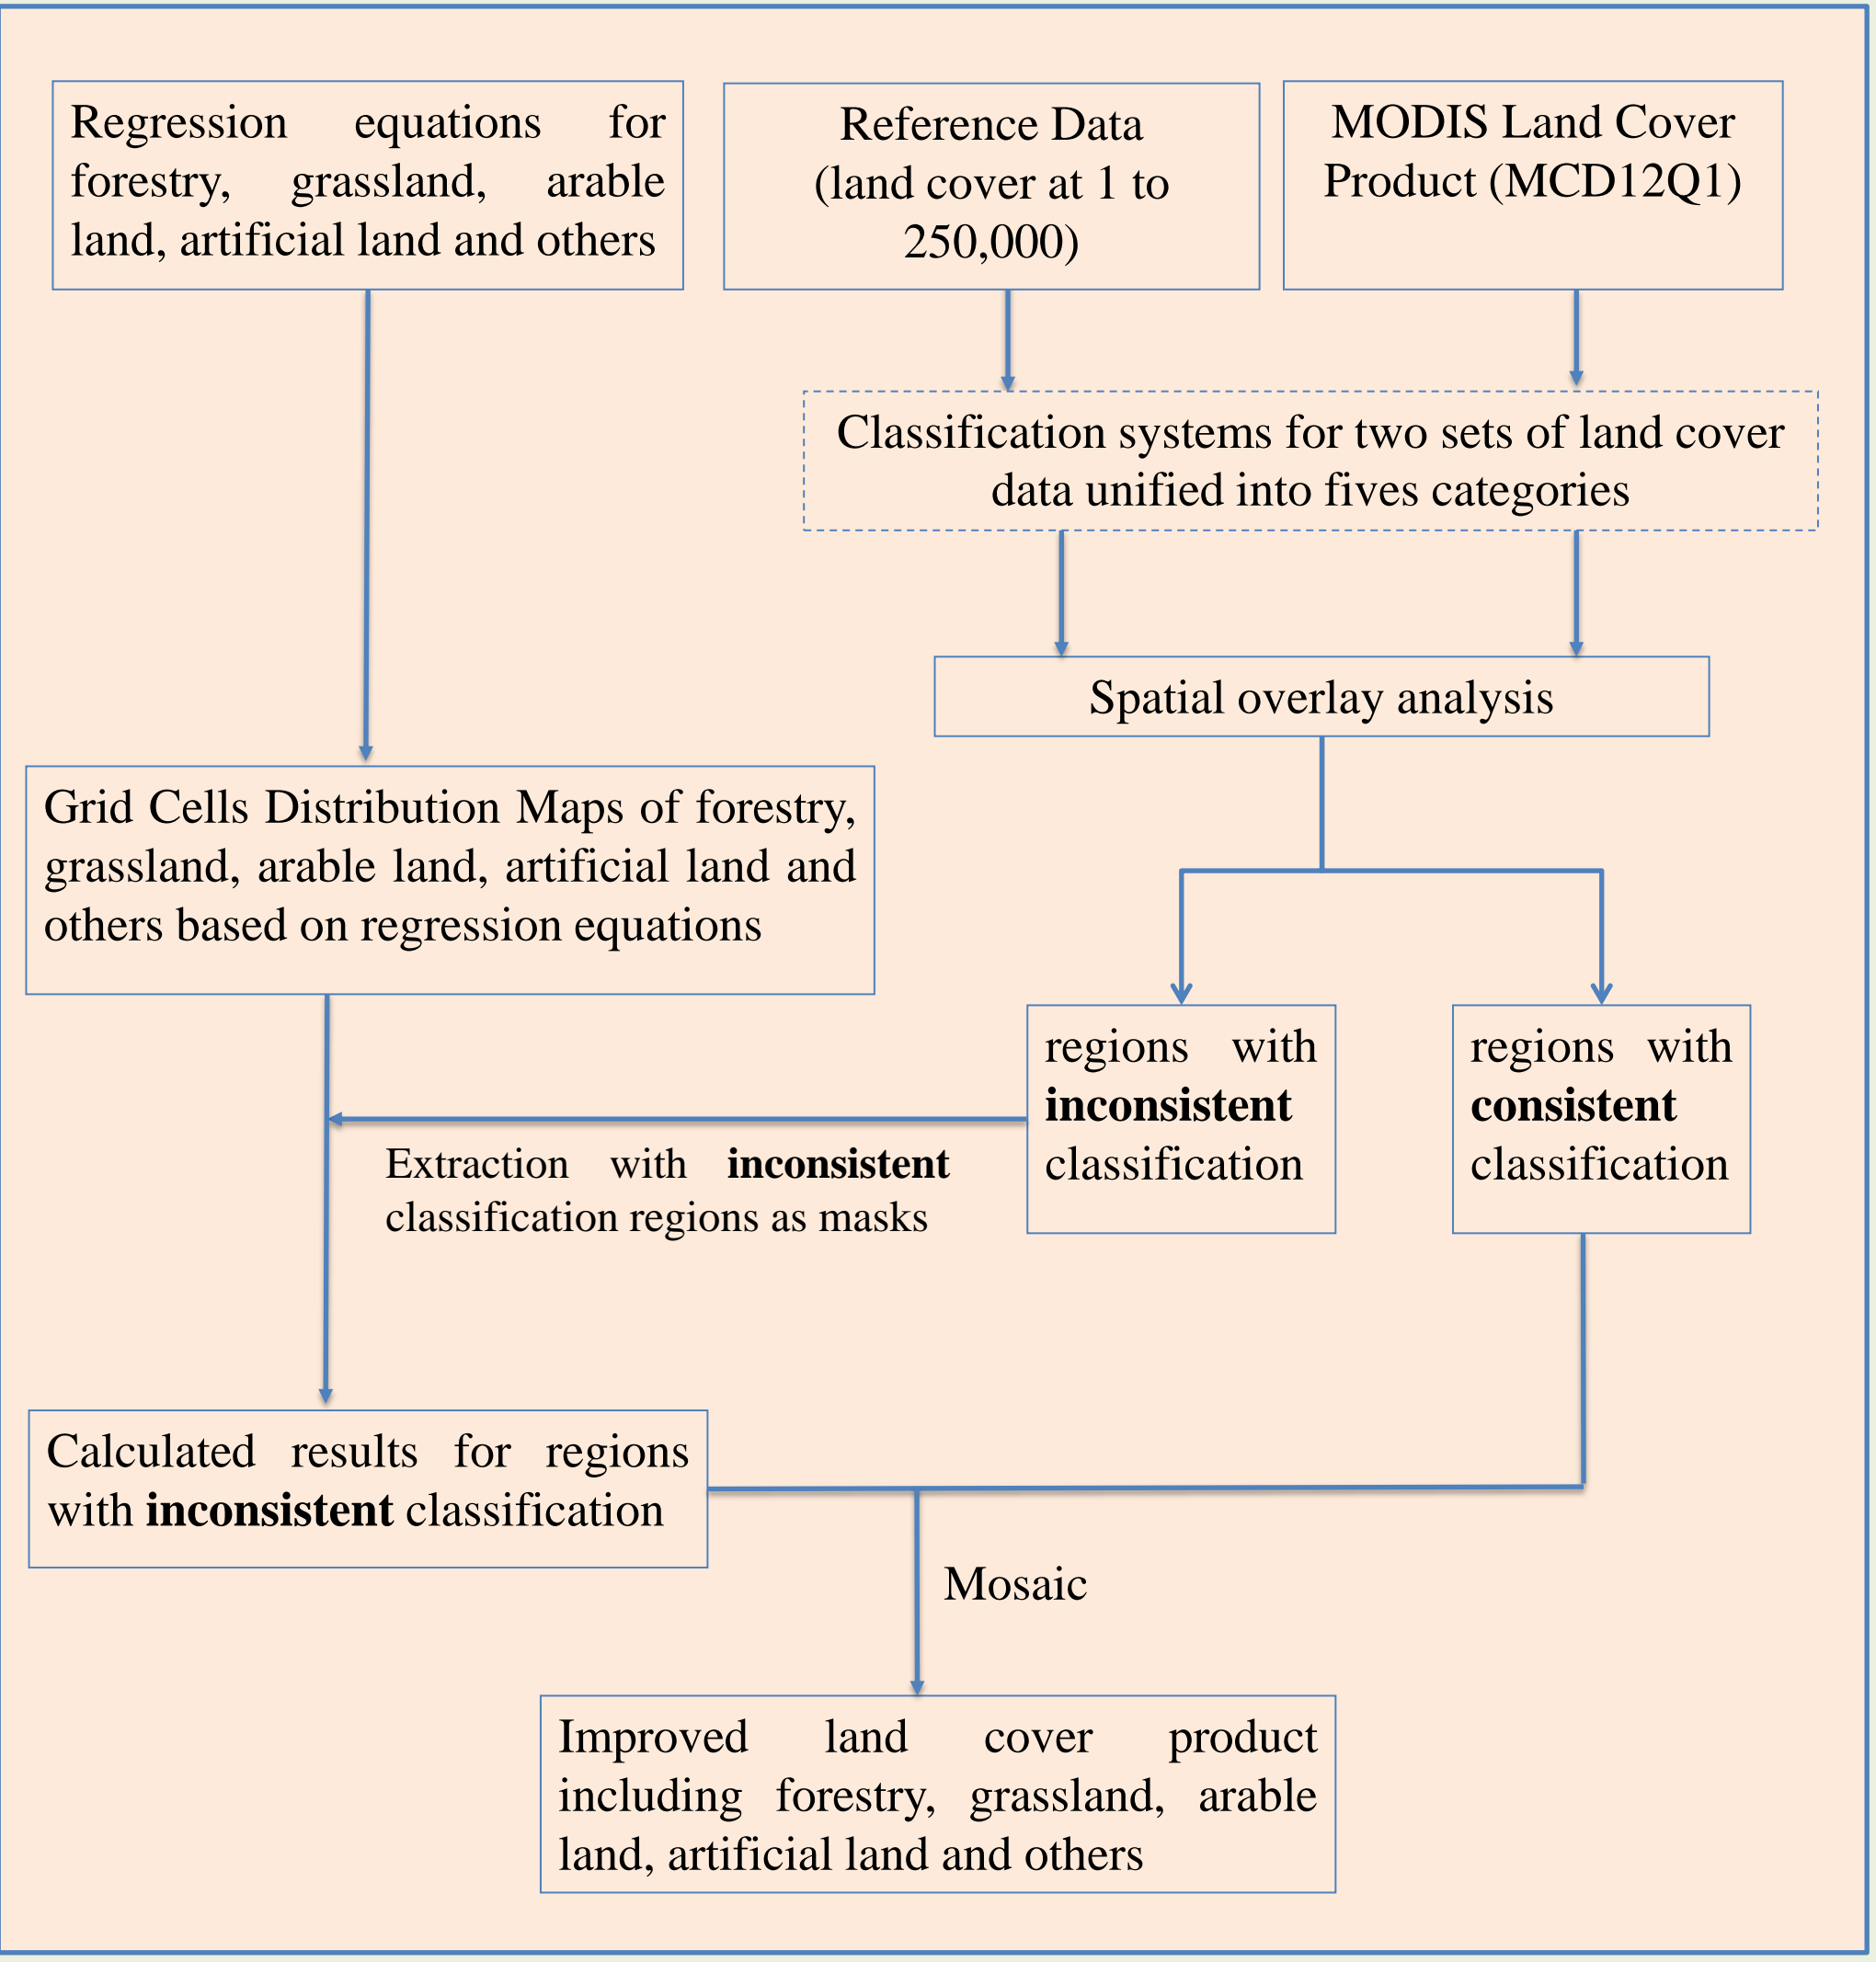 Regression equations for
forestry, grassland, arable
land, artificial land and others
Reference Data
(land cover at 1 to
250,000)
MODIS Land Cover
Product (MCD12Q1)
Classification systems for two sets of land cover
data unified into fives categories
Spatial overlay analysis
Grid Cells Distribution Maps of forestry,
grassland, arable land, artificial land and
others based on regression equations
regions with
inconsistent
classification
regions with
consistent
classification
Extraction with inconsistent
classification regions as masks
Calculated results for regions
with inconsistent classification
Mosaic
Improved land cover product
including forestry, grassland, arable
land, artificial land and others